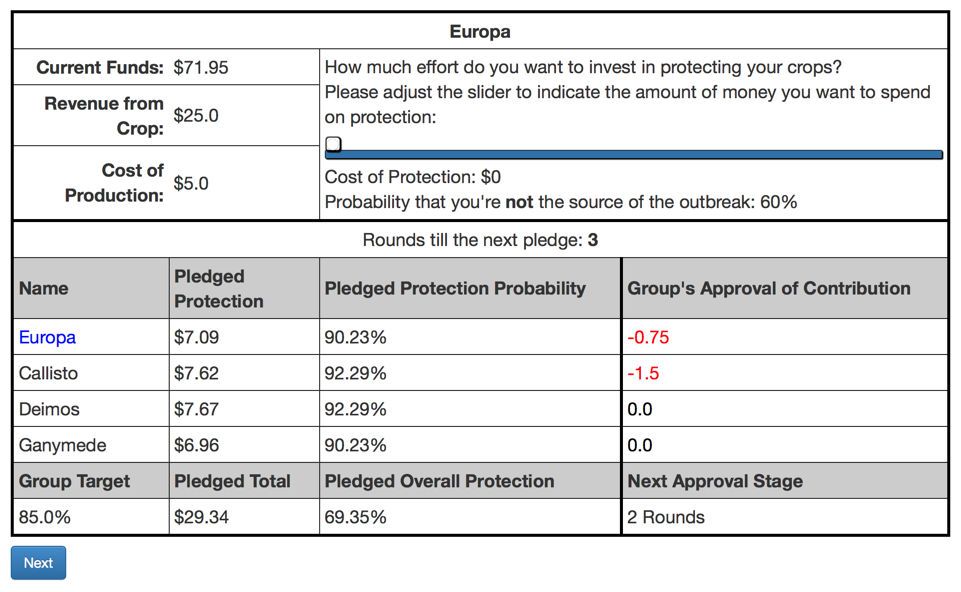 Europa
Current Funds: $71.95
Revenue from
Crop: $25.0
Cost of
Production: $5.0
How much effort do you want to invest in protecting your crops?
Please adjust the slider to indicate the amount of money you want to spend
on protection:
Cost of Protection: $0
Probability that you're not the source of the outbreak: 60%
Rounds till the next pledge: 3
Name Pledged Protection Pledged Protection Probability Group's Approval of Contribution
Europa $7.09 90.23% -0.75
Callisto $7.62 92.29% -1.5
Deimos $7.67 92.29% 0.0
Ganymede $6.96 90.23% 0.0
Group Target Pledged Total Pledged Overall Protection Next Approval Stage
85.0% $29.34 69.35% 2 Rounds
Next